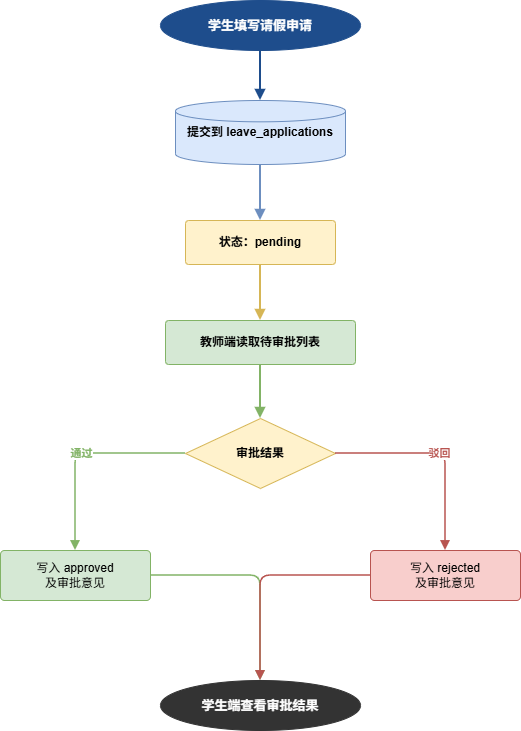 学生填写请假申请
提交到 leave_applications
状态：pending
教师端读取待审批列表
审批结果
通过
驳回
写入 approved
及审批意见
写入 rejected
及审批意见
学生端查看审批结果